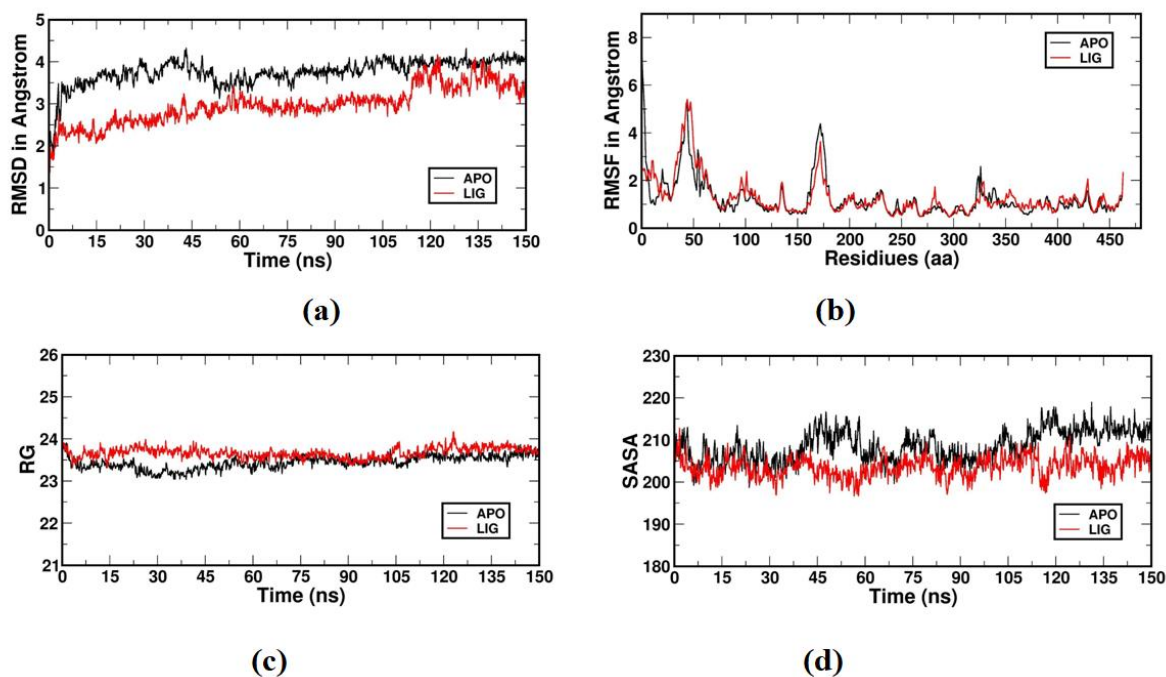 RMSD in Angstrom
5
4
3
2
1
0
0 15 30 45 60 75 90 105 120 135 150
Time (ns)
APO
LIG
(a)
RMSF in Angstrom
8
6
4
2
0
0 50 100 150 200 250 300 350 400 450
Residiues (aa)
APO
LIG
(b)
RG
26
25
24
23
22
21
0 15 30 45 60 75 90 105 120 135 150
Time (ns)
APO
LIG
(c)
SASA
230
220
210
200
190
180
0 15 30 45 60 75 90 105 120 135 150
Time (ns)
APO
LIG
(d)